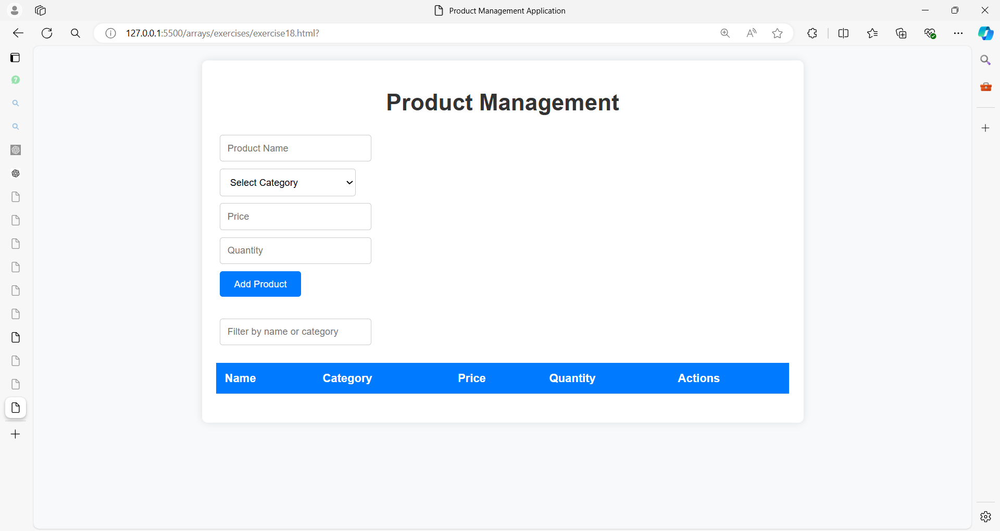 Product Management Application
127.0.0.1:5500/arrays/exercises/exercise18.html?
Product Management
Product Name
Select Category
Price
Quantity
Add Product
Filter by name or category
Name Category Price Quantity Actions